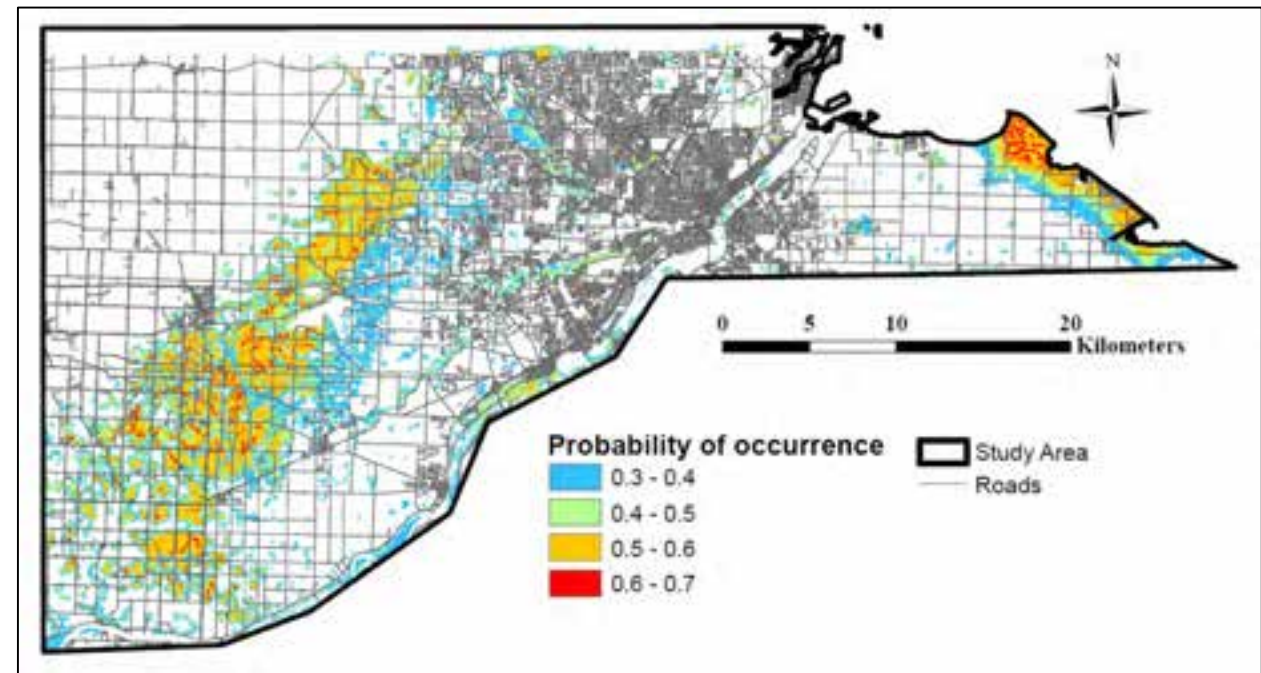 N
0 5 10 20
Kilometers
Probability of occurrence
0.3 - 0.4
0.4 - 0.5
0.5 - 0.6
0.6 - 0.7
Study Area
Roads